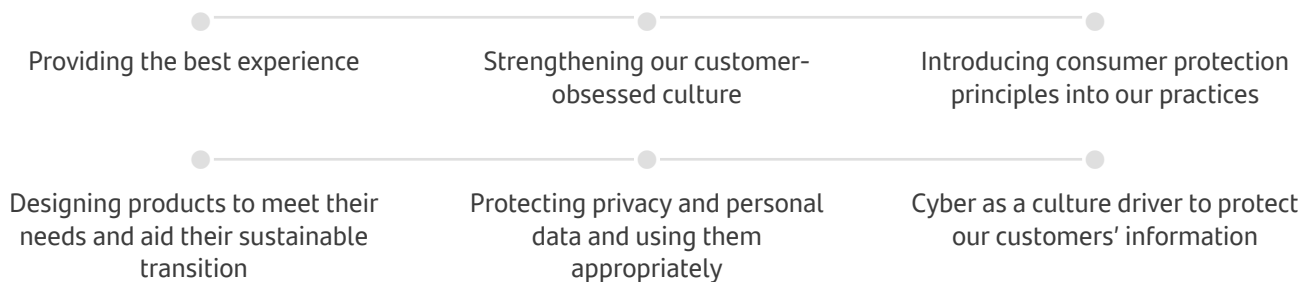 Providing the best experience
Strengthening our customer-
obsessed culture
Introducing consumer protection
principles into our practices
Designing products to meet their
needs and aid their sustainable
transition
Protecting privacy and personal
data and using them
appropriately
Cyber as a culture driver to protect
our customers’ information